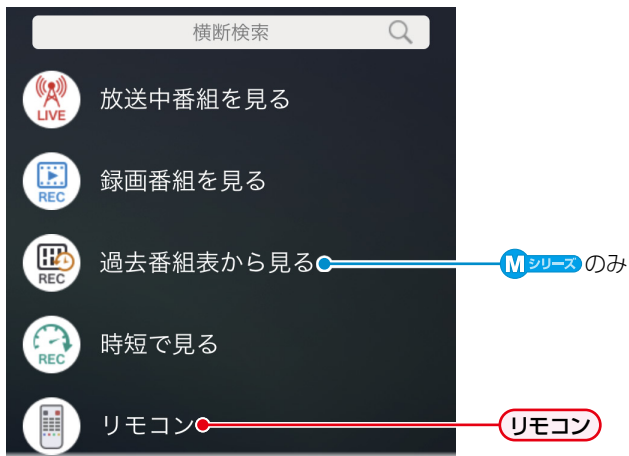 横断検索
LIVE
放送中番組を見る
REC
録画番組を見る
REC
過去番組表から見る
Mシリーズ のみ
REC
時短で見る
リモコン
リモコン